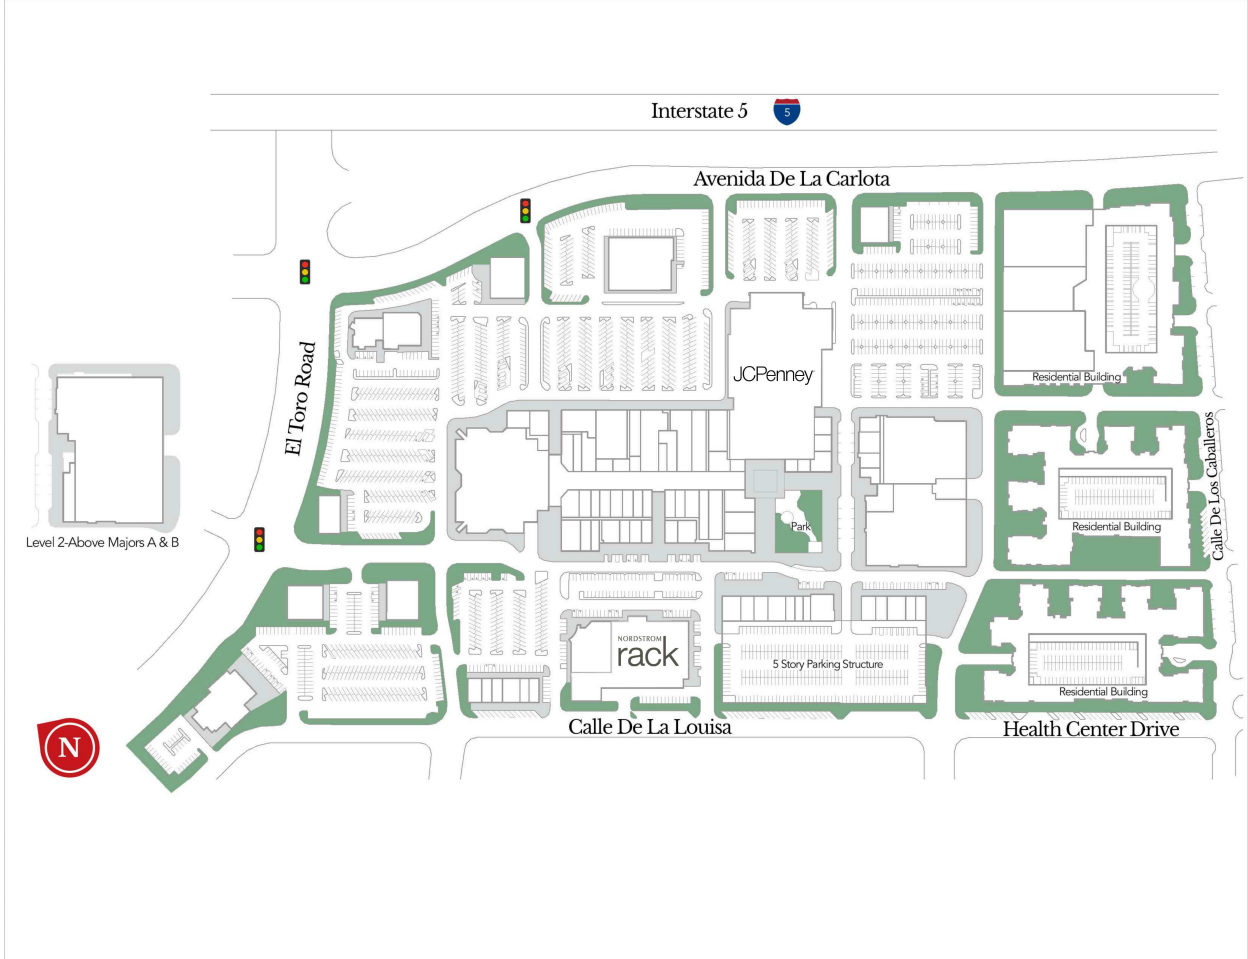 Interstate 5
5
Avenida De La Carlota
El Toro Road
JCPenney
Residential Building
Calle De Los Caballeros
Level 2-Above Majors A & B
Park
Residential Building
NORDSTROM
rack
5 Story Parking Structure
Residential Building
Calle De La Louisa
Health Center Drive
N